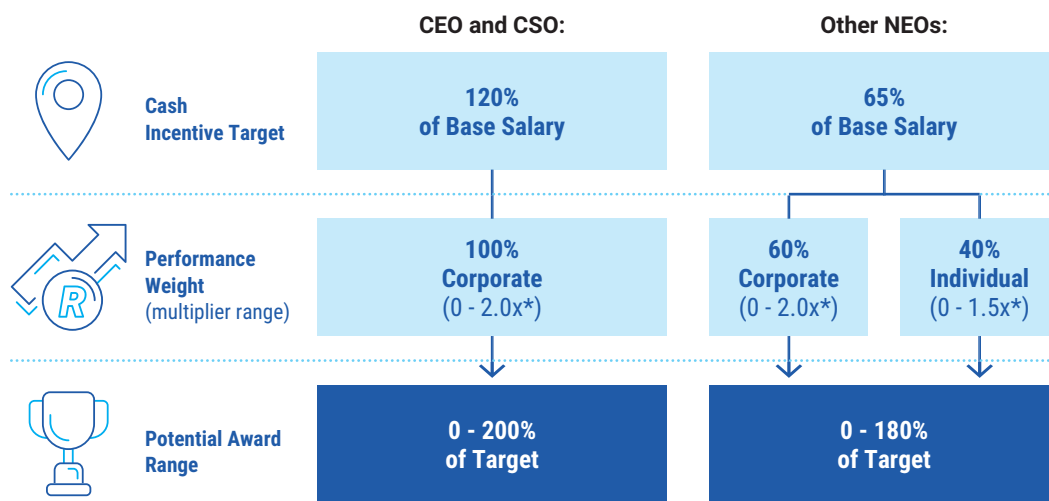 CEO and CSO:
Other NEOs:
Cash
Incentive Target
120%
of Base Salary
65%
of Base Salary
Performance
Weight
(multiplier range)
R
100%
Corporate
(0 - 2.0x*)
60%
Corporate
(0 - 2.0x*)
40%
Individual
(0 - 1.5x*)
Potential Award
Range
0 - 200%
of Target
0 - 180%
of Target